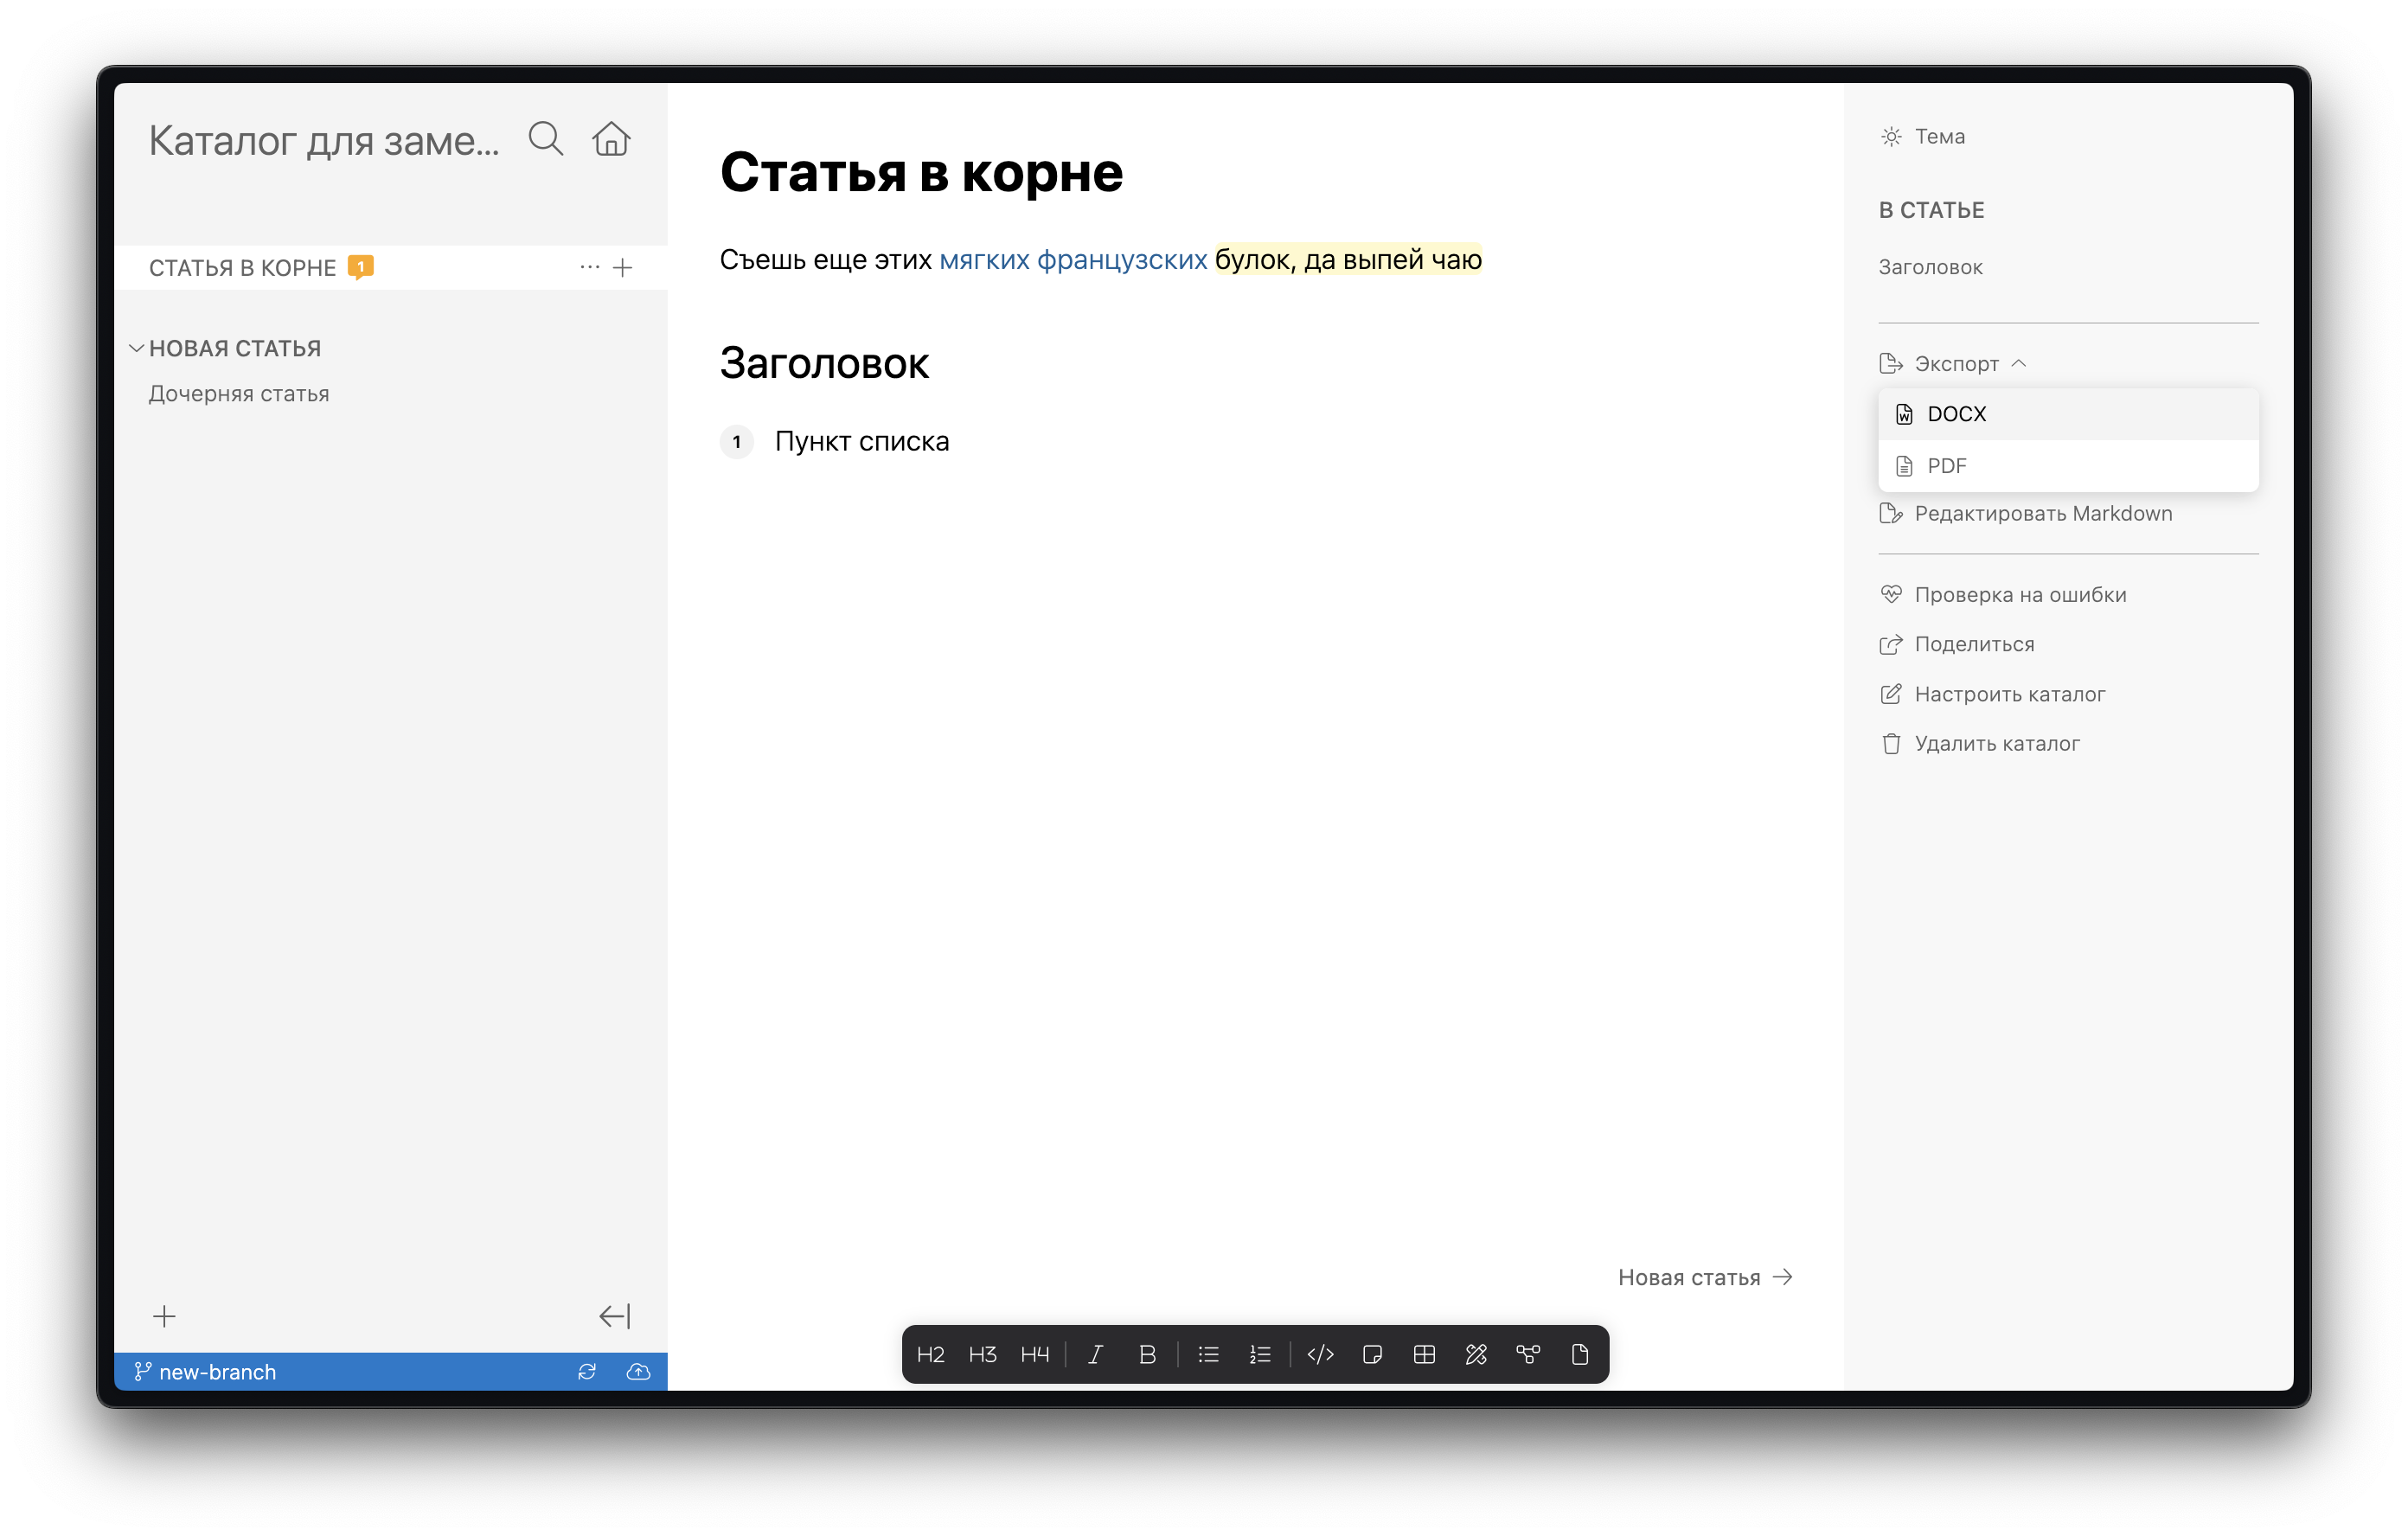 Каталог для заме...
СТАТЬЯ В КОРНЕ 1
НОВАЯ СТАТЬЯ
Дочерняя статья
new-branch
Статья в корне
Съешь еще этих мягких французских булок, да выпей чаю
Заголовок
1 Пункт списка
Новая статья
H2 H3 H4 I B
Тема
В СТАТЬЕ
Заголовок
Экспорт
DOCX
PDF
Редактировать Markdown
Проверка на ошибки
Поделиться
Настроить каталог
Удалить каталог